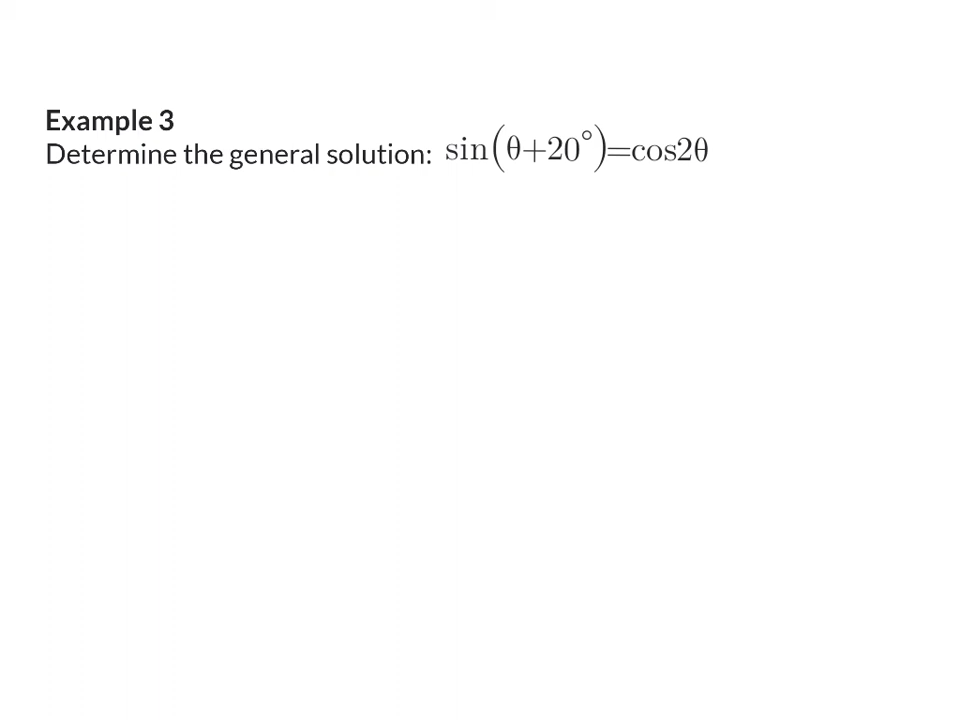 Example 3
Determine the general solution: sin(θ+20°)=cos2θ